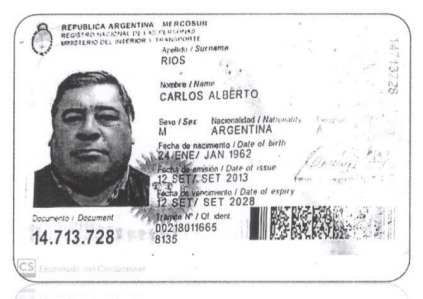 REPUBLICA ARGENTINA MERCOSUR
REGISTRO NACIONAL DE LAS PERSONAS
MINISTERIO DEL INTERIOR Y TRANSPORTE
Apellido / Surname
RIOS
Nombre / Name
CARLOS ALBERTO
Sexo / Sex Nacionalidad / Nationality Ejemplar
M ARGENTINA A
Fecha de nacimiento / Date of birth
24 ENE/ JAN 1962
Fecha de emisión / Date of issue
12 SET/ SET 2013
Fecha de vencimiento / Date of expiry
12 SET/ SET 2028
Documento / Document
14.713.728
Trámite N° / Of. ident.
00218011665
8135
14713728
CS Escaneado con CamScanner